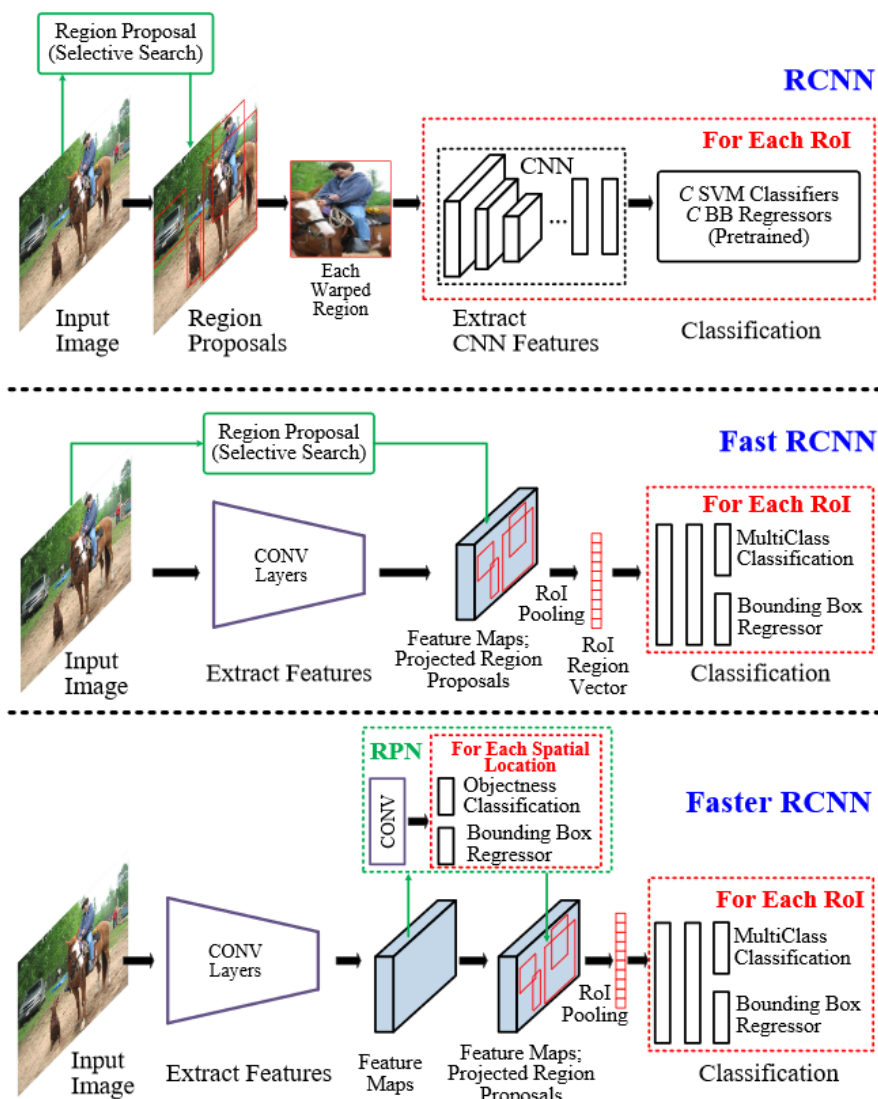 Region Proposal
(Selective Search)
RCNN
For Each RoI
CNN
...
C SVM Classifiers
C BB Regressors
(Pretrained)
Each
Warped
Region
Input
Image
Region
Proposals
Extract
CNN Features
Classification
Region Proposal
(Selective Search)
Fast RCNN
For Each RoI
CONV
Layers
MultiClass
Classification
Bounding Box
Regressor
RoI
Pooling
Input
Image
Extract Features
Feature Maps;
Projected Region
Proposals
RoI
Region
Vector
Classification
RPN
For Each Spatial
Location
CONV
Objectness
Classification
Bounding Box
Regressor
Faster RCNN
For Each RoI
CONV
Layers
MultiClass
Classification
Bounding Box
Regressor
RoI
Pooling
Input
Image
Extract Features
Feature
Maps
Feature Maps;
Projected Region
Proposals
Classification